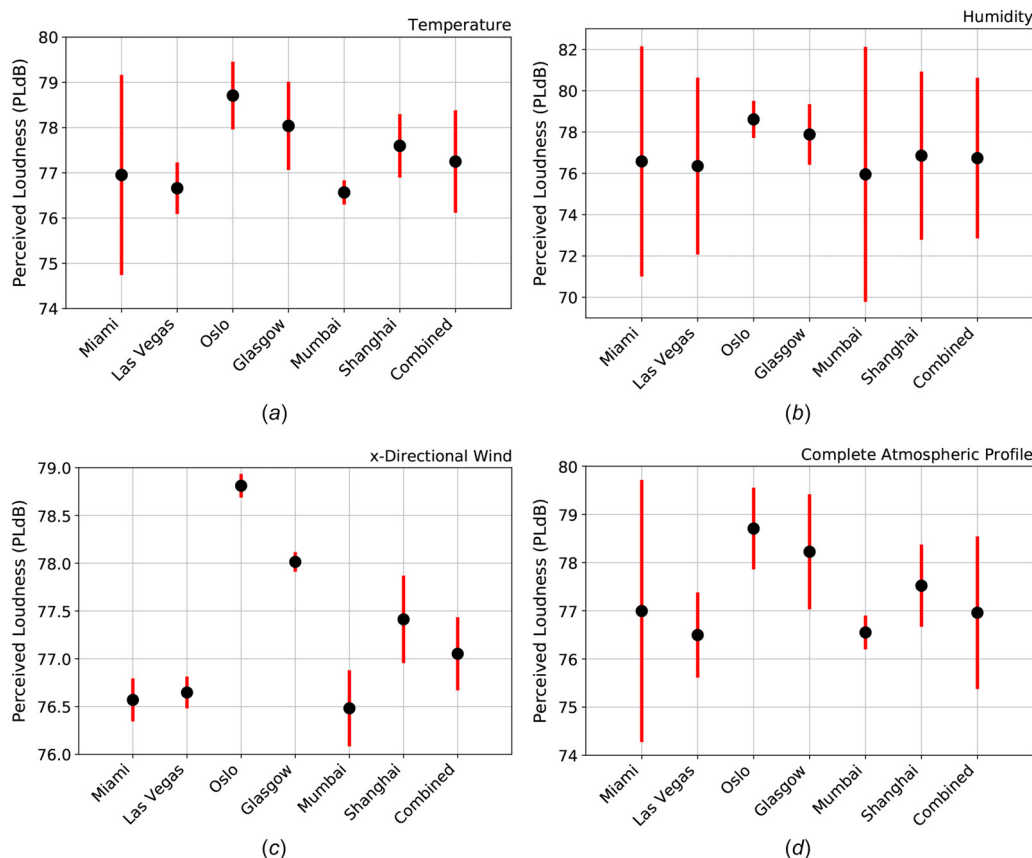 Temperature
Perceived Loudness (PLdB)
80
79
78
77
76
75
74
Miami
Las Vegas
Oslo
Glasgow
Mumbai
Shanghai
Combined
(a)
Humidity
Perceived Loudness (PLdB)
82
80
78
76
74
72
70
Miami
Las Vegas
Oslo
Glasgow
Mumbai
Shanghai
Combined
(b)
x-Directional Wind
Perceived Loudness (PLdB)
79.0
78.5
78.0
77.5
77.0
76.5
76.0
Miami
Las Vegas
Oslo
Glasgow
Mumbai
Shanghai
Combined
(c)
Complete Atmospheric Profile
Perceived Loudness (PLdB)
80
79
78
77
76
75
74
Miami
Las Vegas
Oslo
Glasgow
Mumbai
Shanghai
Combined
(d)